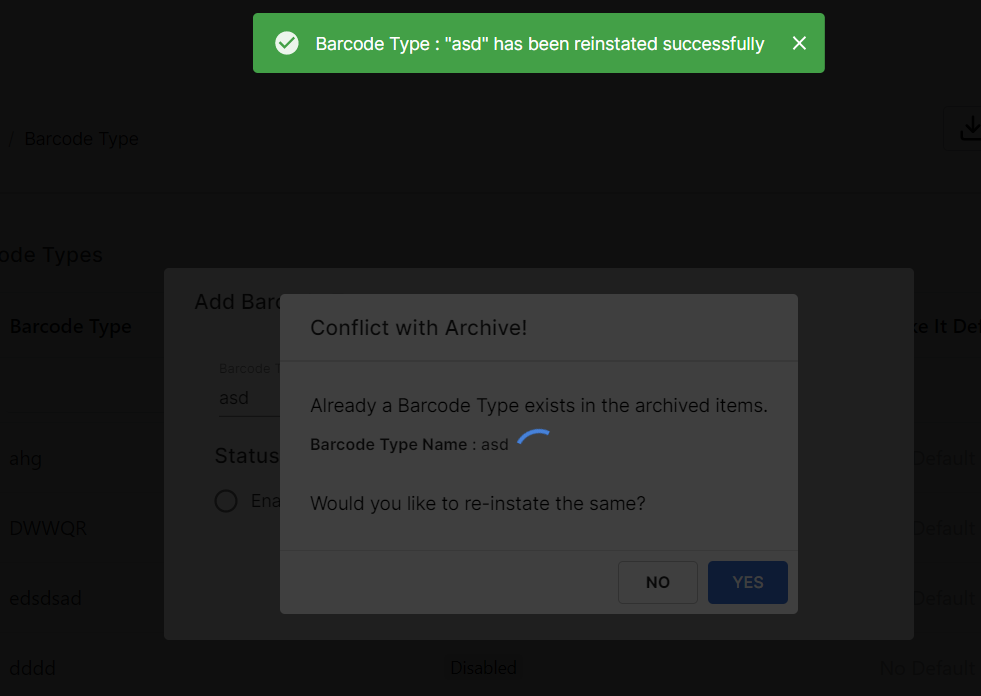 Barcode Type : "asd" has been reinstated successfully
/ Barcode Type
ode Types
Add Barc
Barcode Type
ke It Def
Conflict with Archive!
Barcode T
asd
Already a Barcode Type exists in the archived items.
Barcode Type Name : asd
Status
ahg
Default
Ena
Would you like to re-instate the same?
DWWQR
Default
NO
YES
edsdsad
Default
dddd
Disabled
No Default